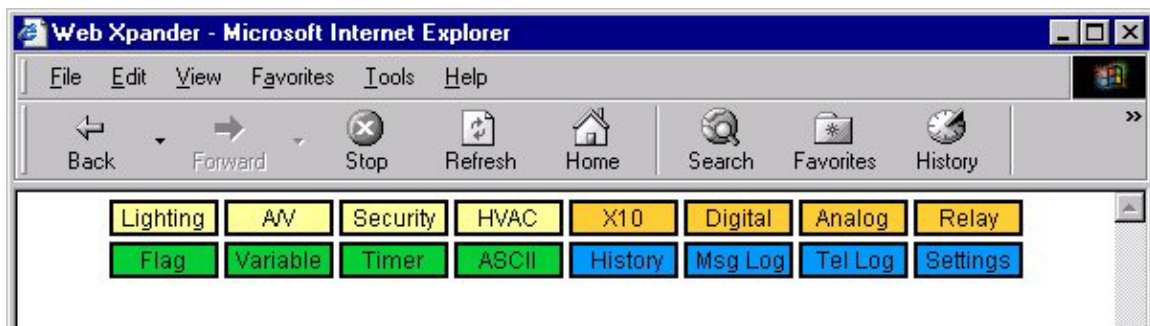 Web Xpander - Microsoft Internet Explorer
File Edit View Favorites Tools Help
Back Forward Stop Refresh Home Search Favorites History »
Lighting A/V Security HVAC X10 Digital Analog Relay
Flag Variable Timer ASCII History Msg Log Tel Log Settings